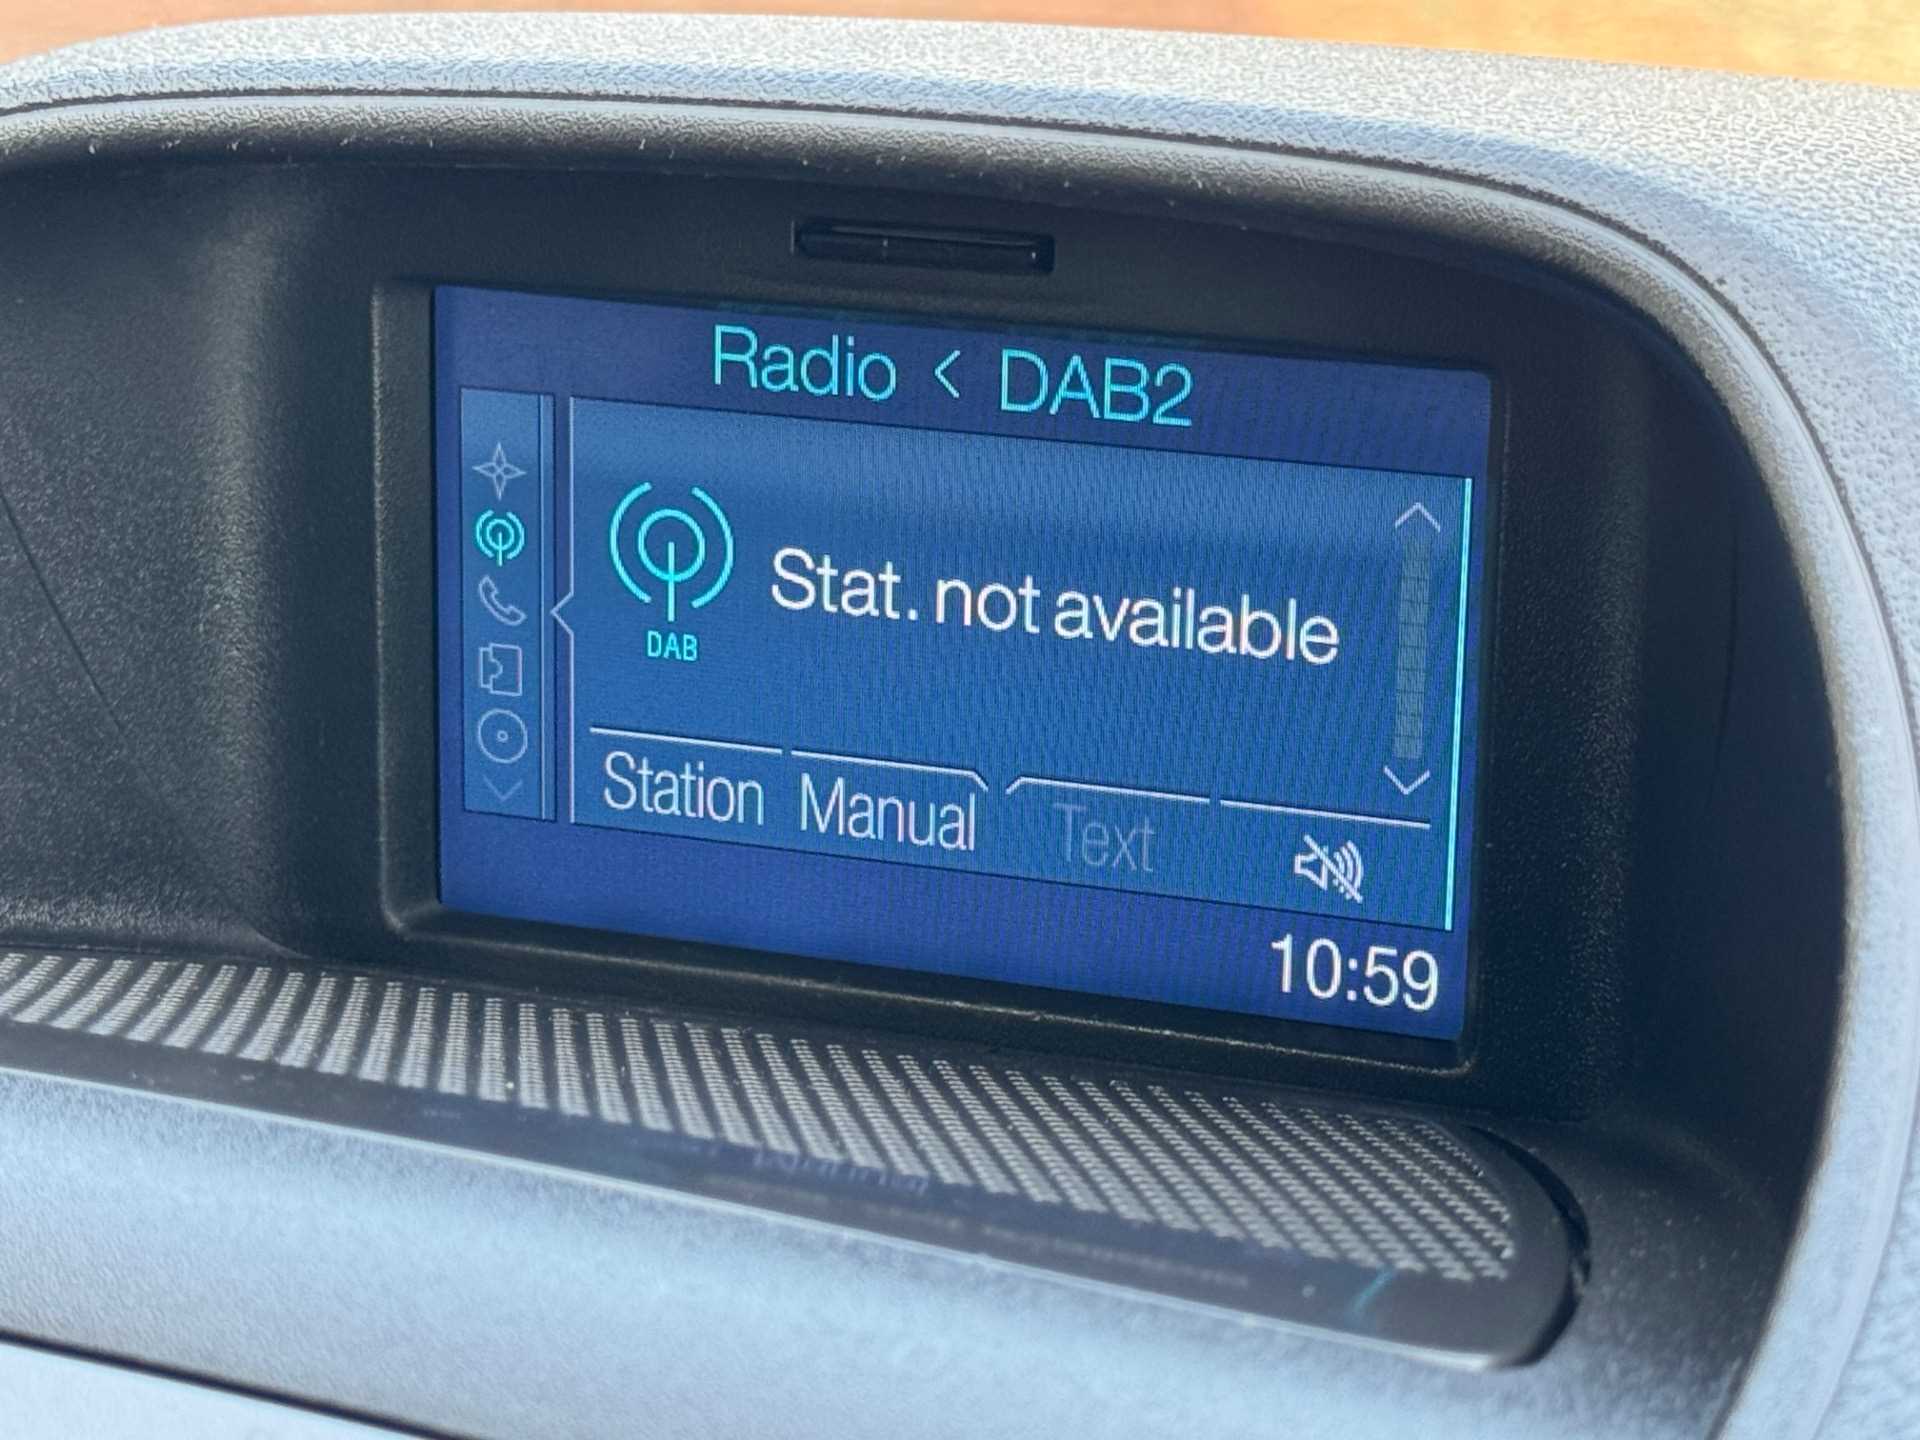 Radio < DAB2
DAB
Stat. not available
Station Manual Text
10:59